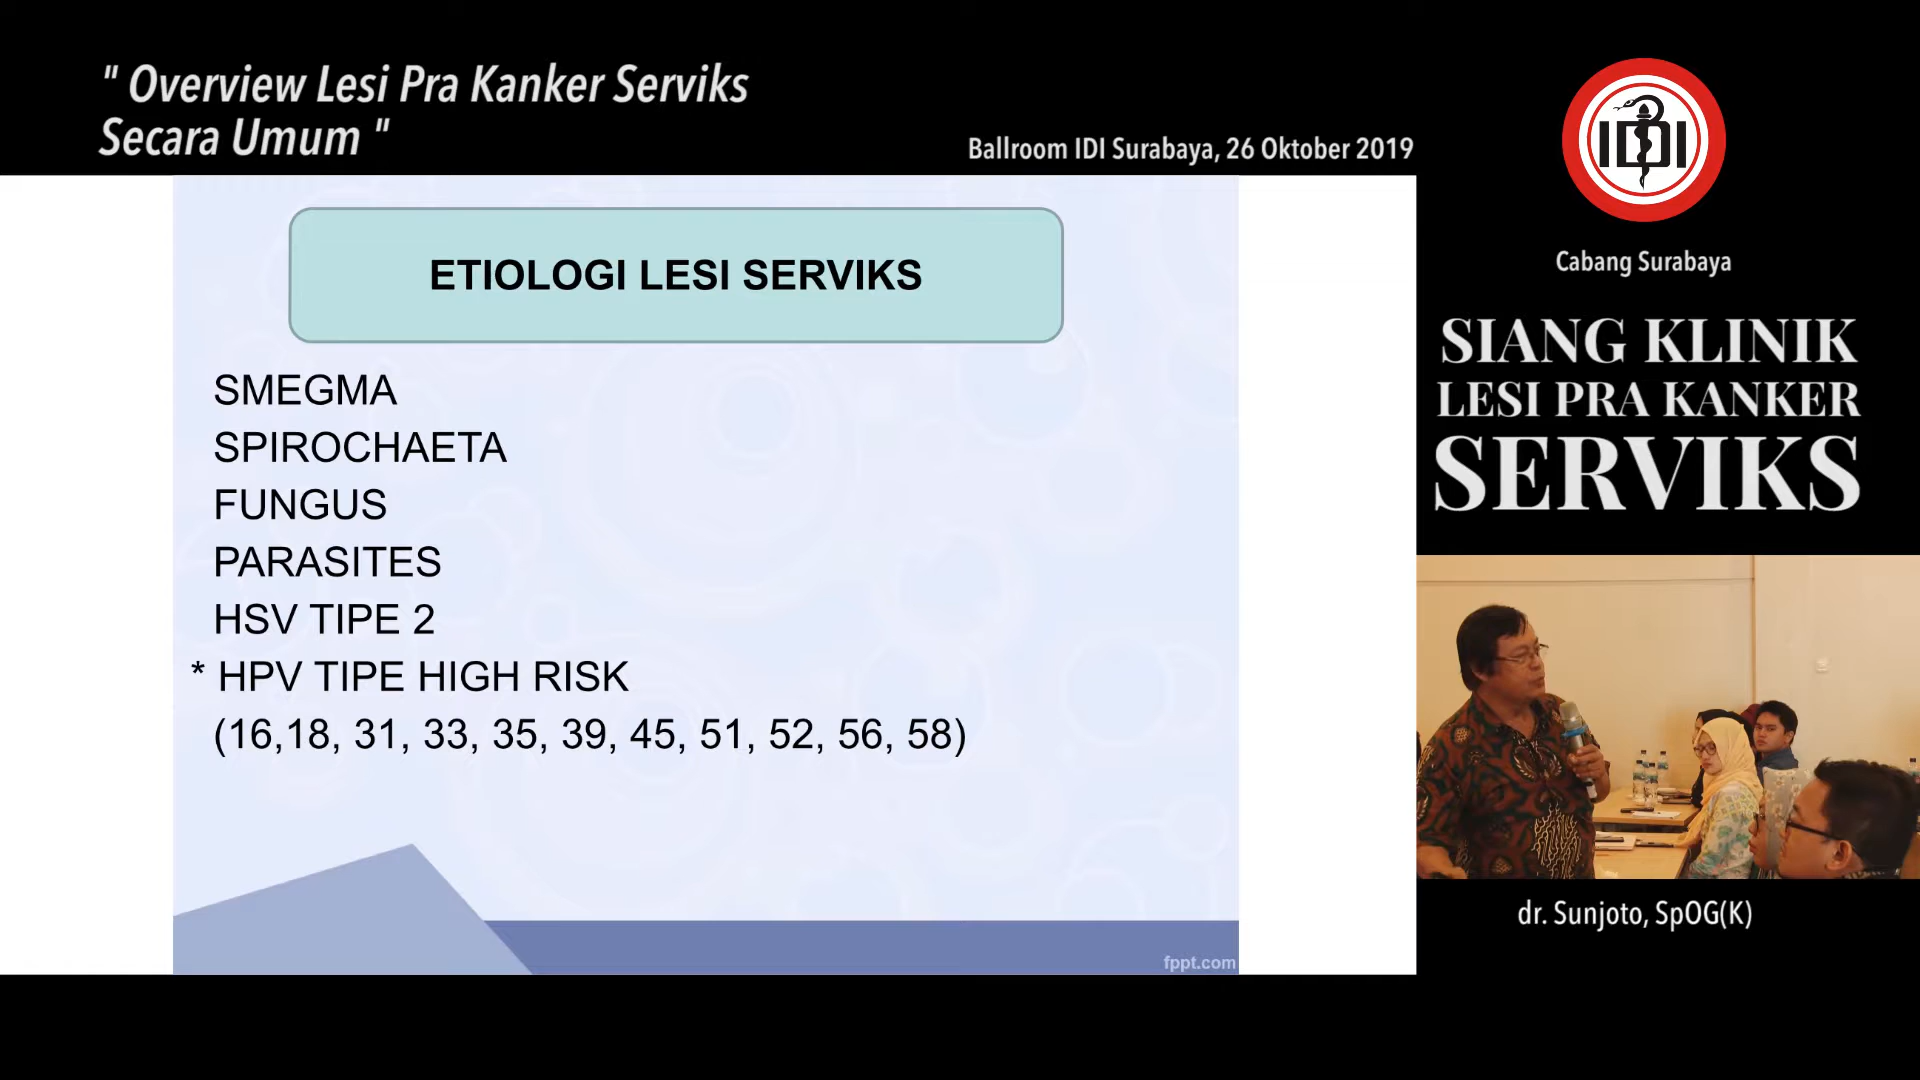 " Overview Lesi Pra Kanker Serviks
Secara Umum "
Ballroom IDI Surabaya, 26 Oktober 2019
IDI
Cabang Surabaya
SIANG KLINIK
LESI PRA KANKER
SERVIKS
ETIOLOGI LESI SERVIKS
SMEGMA
SPIROCHAETA
FUNGUS
PARASITES
HSV TIPE 2
* HPV TIPE HIGH RISK
(16,18, 31, 33, 35, 39, 45, 51, 52, 56, 58)
fppt.com
dr. Sunjoto, SpOG(K)